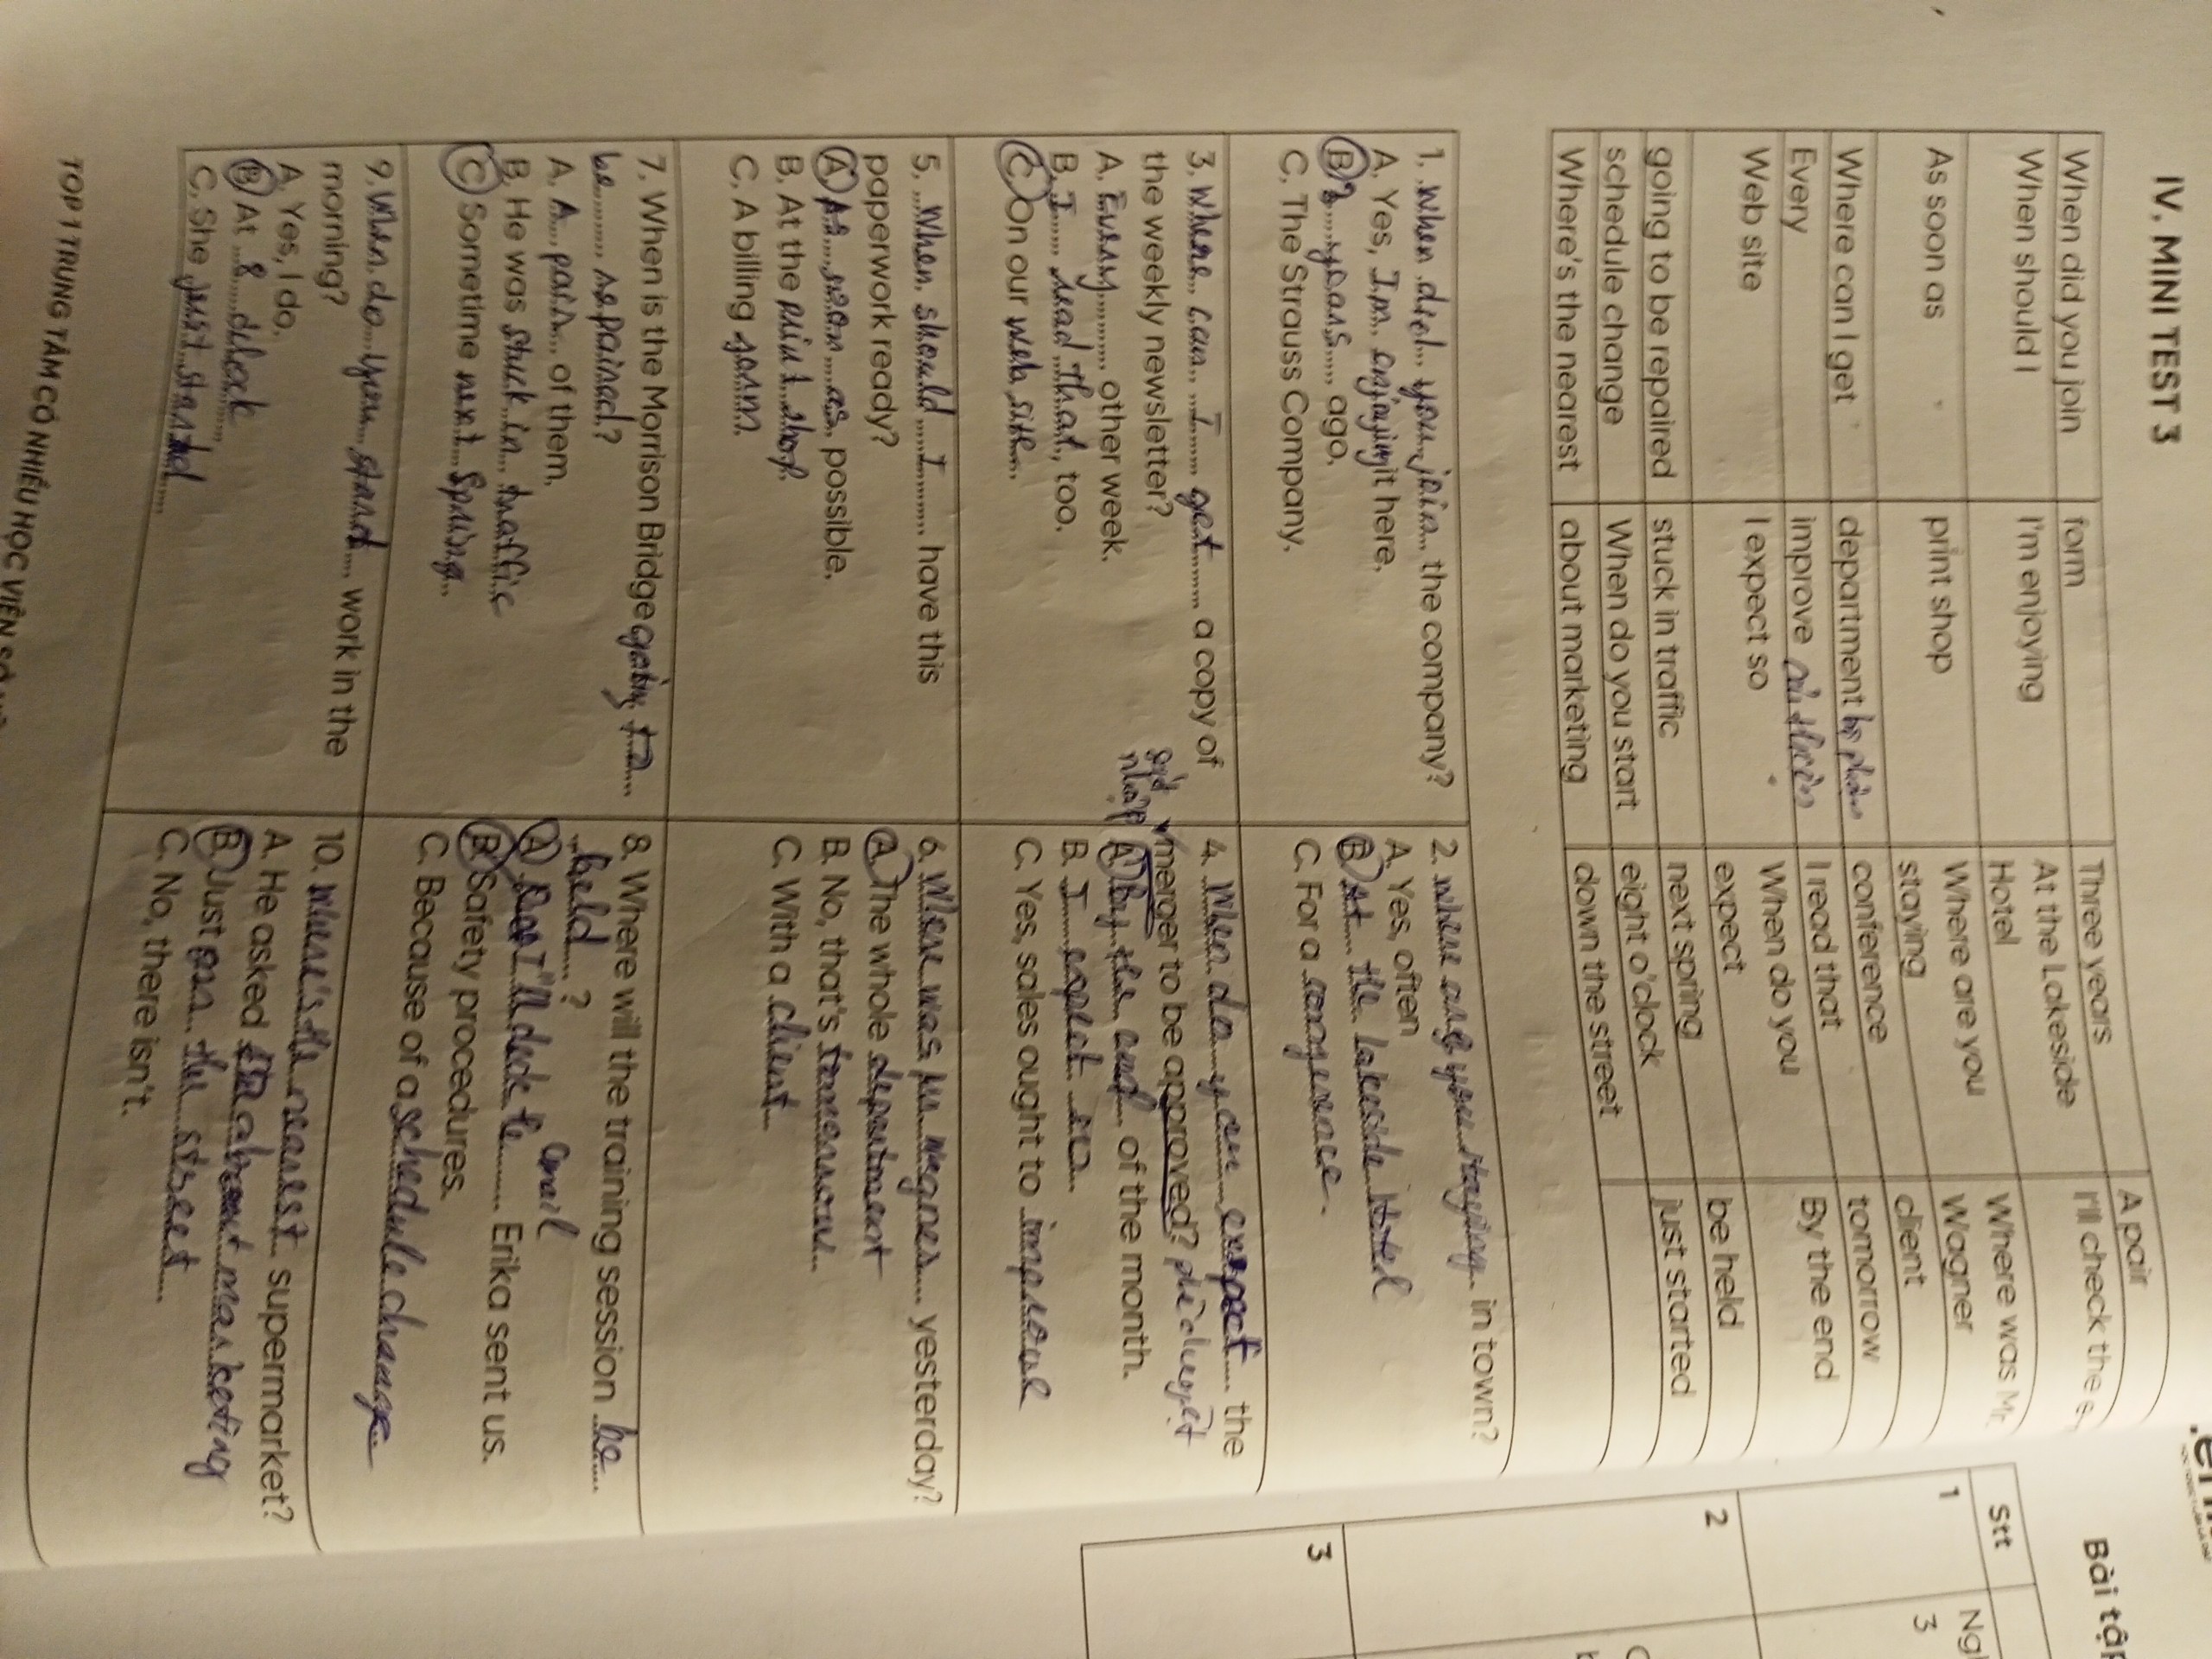 IV. MINI TEST 3
When did you join
form
Three years
A pair
When should I
I'm enjoying
At the Lakeside
Hotel
I'll check the
As soon as
print shop
Where are you
staying
Where was Mr.
Wagner
Where can I get
department bộ phận
conference
client
Every
improve cải thiện
I read that
tomorrow
Web site
I expect so
When do you
expect
By the end
going to be repaired
stuck in traffic
next spring
be held
schedule change
When do you start
eight o'clock
just started
Where's the nearest
about marketing
down the street
1. When did you join the company?
A. Yes, I'm enjoying it here.
B. 3 years ago.
C. The Strauss Company.
2. where are you staying in town?
A. Yes, often
B. at the lakeside hotel
C. For a conference.
3. where can I get a copy of
the weekly newsletter?
A. Every other week.
B. I read that, too.
C. On our web site.
4. When do you expect the
merger to be approved? phê duyệt
sáp
nhập
A. By the end of the month.
B. I expect so.
C. Yes, sales ought to improve
5. When should I have this
paperwork ready?
A. As soon as possible.
B. At the print shop.
C. A billing form.
6. Where was Mr wagner yesterday?
A. The whole department
B. No, that's tomorrow.
C. With a client
7. When is the Morrison Bridge going to
be repaired?
A. A pair of them.
B. He was stuck in traffic
C. Sometime next Spring.
8. Where will the training session be
held ?
A. I'll check the email Erika sent us.
B. Safety procedures.
C. Because of a schedule change
9. When do you start work in the
morning?
A. Yes, I do.
B. At 8 o'clock
C. She just started
10. Where's the nearest supermarket?
A. He asked about marketing
B. Just on the street
C. No, there isn't.
TOP 1 TRUNG TÂM CÓ NHIỀU HỌC VIÊN
Bài tập
Stt
1
3
2
3